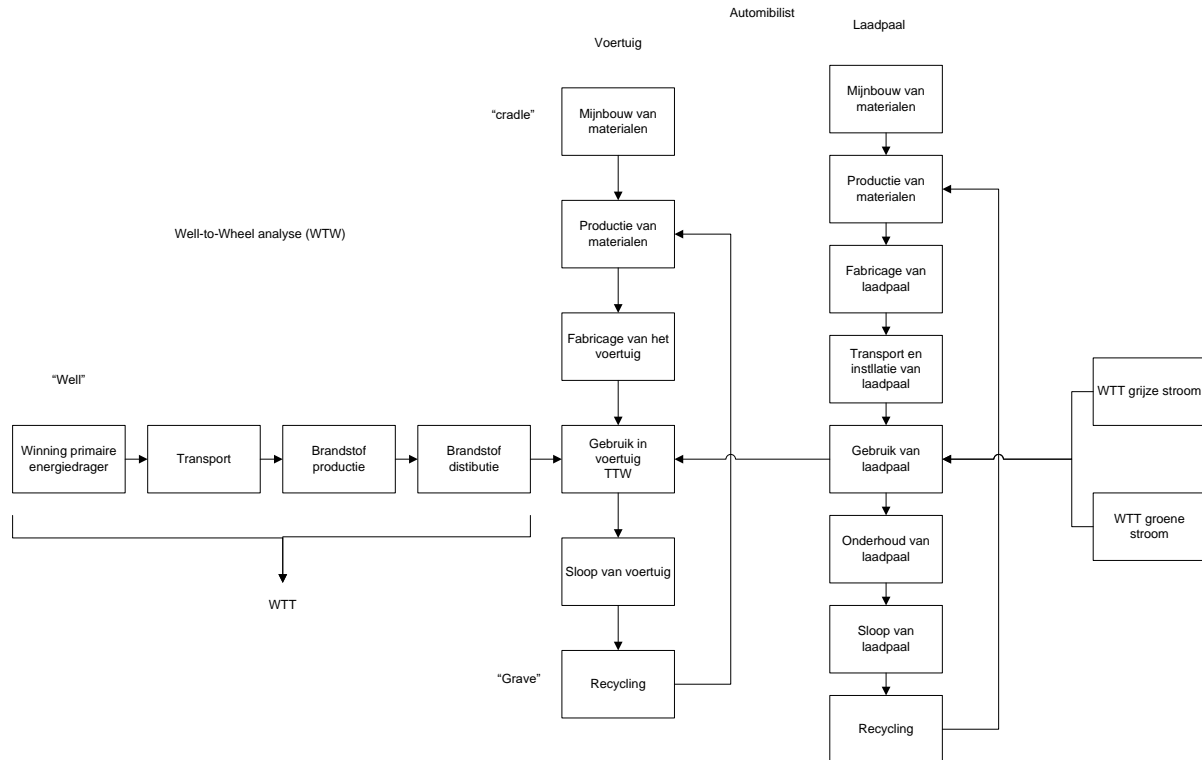 Automibilist
Laadpaal
Voertuig
"cradle"
Mijnbouw van
materialen
Mijnbouw van
materialen
Productie van
materialen
Well-to-Wheel analyse (WTW)
Productie van
materialen
Fabricage van
laadpaal
Fabricage van het
voertuig
Transport en
instllatie van
laadpaal
"Well"
WTT grijze stroom
Winning primaire
energiedrager
Transport
Brandstof
productie
Brandstof
distibutie
Gebruik in
voertuig
TTW
Gebruik van
laadpaal
WTT groene
stroom
Onderhoud van
laadpaal
Sloop van voertuig
WTT
Sloop van
laadpaal
"Grave"
Recycling
Recycling